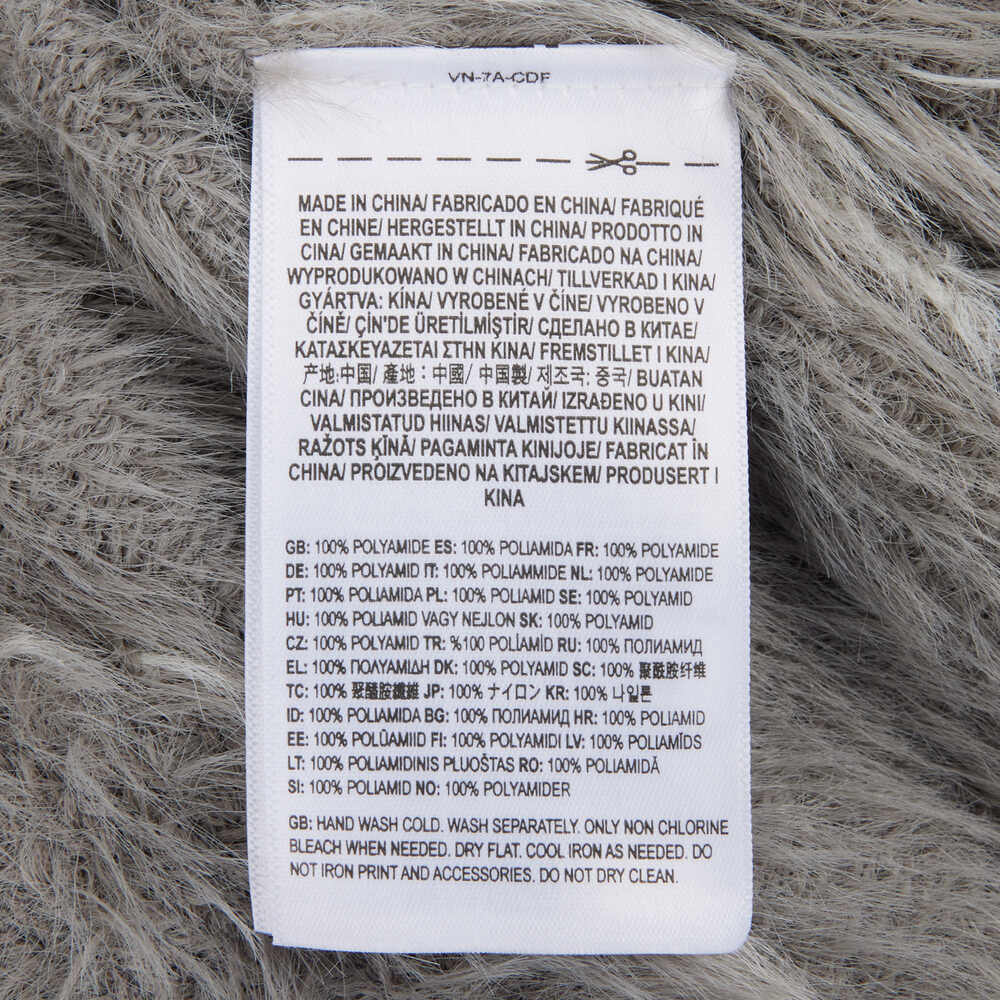 VN-7A-CDF
MADE IN CHINA/ FABRICADO EN CHINA/ FABRIQUÉ
EN CHINE/ HERGESTELLT IN CHINA/ PRODOTTO IN
CINA/ GEMAAKT IN CHINA/ FABRICADO NA CHINA/
WYPRODUKOWANO W CHINACH/ TILLVERKAD I KINA/
GYÁRTVA: KÍNA/ VYROBENÉ V ČÍNE/ VYROBENO V
ČÍNĚ/ ÇİN'DE ÜRETİLMİŞTİR/ СДЕЛАНО В КИТАЕ/
ΚΑΤΑΣΚΕΥΑΖΕΤΑΙ ΣΤΗΝ ΚΙΝΑ/ FREMSTILLET I KINA/
产地:中国/ 產地：中國/ 中国製/ 제조국: 중국/ BUATAN
CINA/ ПРОИЗВЕДЕНО В КИТАЙ/ IZRAĐENO U KINI/
VALMISTATUD HIINAS/ VALMISTETTU KIINASSA/
RAŽOTS ĶĪNĀ/ PAGAMINTA KINIJOJE/ FABRICAT ÎN
CHINA/ PROIZVEDENO NA KITAJSKEM/ PRODUSERT I
KINA
GB: 100% POLYAMIDE ES: 100% POLIAMIDA FR: 100% POLYAMIDE
DE: 100% POLYAMID IT: 100% POLIAMMIDE NL: 100% POLYAMIDE
PT: 100% POLIAMIDA PL: 100% POLIAMID SE: 100% POLYAMID
HU: 100% POLIAMID VAGY NEJLON SK: 100% POLYAMID
CZ: 100% POLYAMID TR: %100 POLİAMİD RU: 100% ПОЛИАМИД
EL: 100% ΠΟΛΥΑΜΙΔΗ DK: 100% POLYAMID SC: 100% 聚酰胺纤维
TC: 100% 聚醯胺纖維 JP: 100% ナイロン KR: 100% 나일론
ID: 100% POLIAMIDA BG: 100% ПОЛИАМИД HR: 100% POLIAMID
EE: 100% POLÜAMIID FI: 100% POLYAMIDI LV: 100% POLIAMĪDS
LT: 100% POLIAMIDINIS PLUOŠTAS RO: 100% POLIAMIDĂ
SI: 100% POLIAMID NO: 100% POLYAMIDER
GB: HAND WASH COLD. WASH SEPARATELY. ONLY NON CHLORINE
BLEACH WHEN NEEDED. DRY FLAT. COOL IRON AS NEEDED. DO
NOT IRON PRINT AND ACCESSORIES. DO NOT DRY CLEAN.